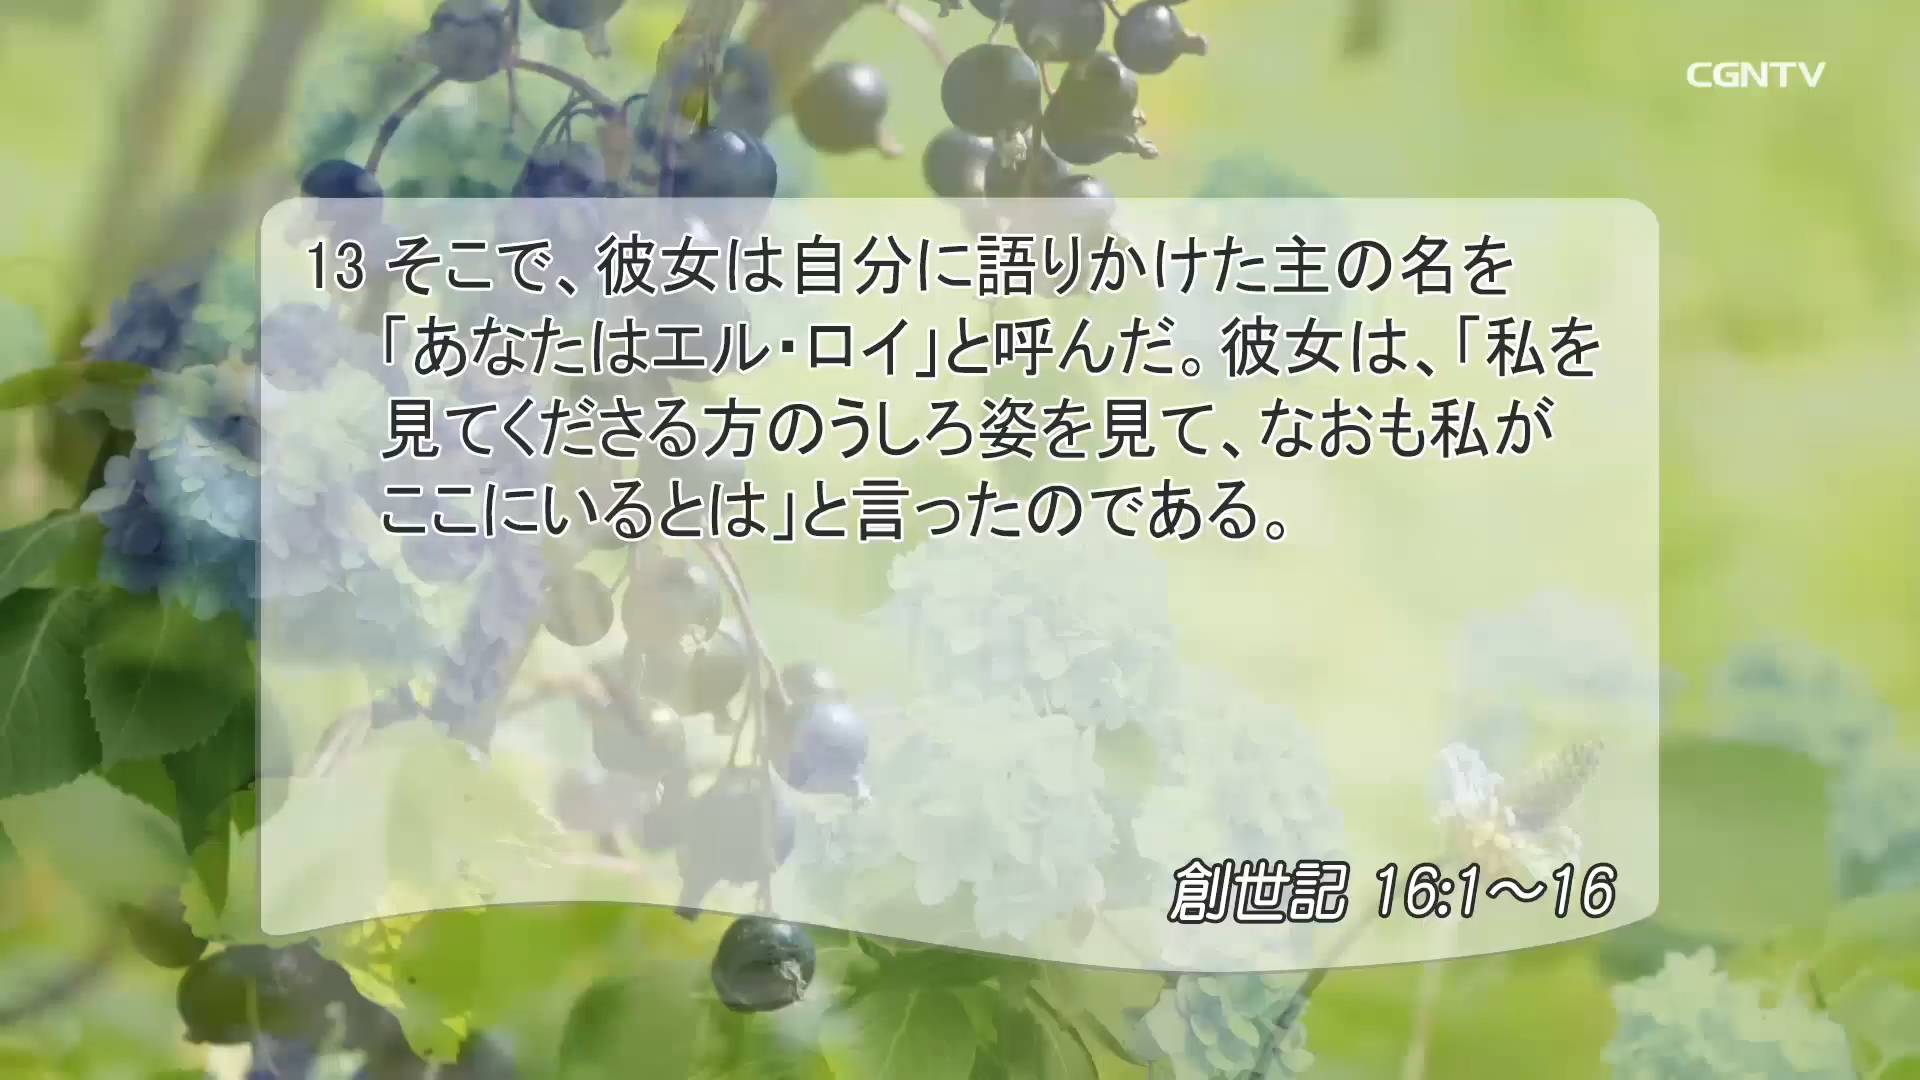 CGNTV
13 そこで、彼女は自分に語りかけた主の名を
「あなたはエル・ロイ」と呼んだ。彼女は、「私を
見てくださる方のうしろ姿を見て、なおも私が
ここにいるとは」と言ったのである。
創世記 16:1～16